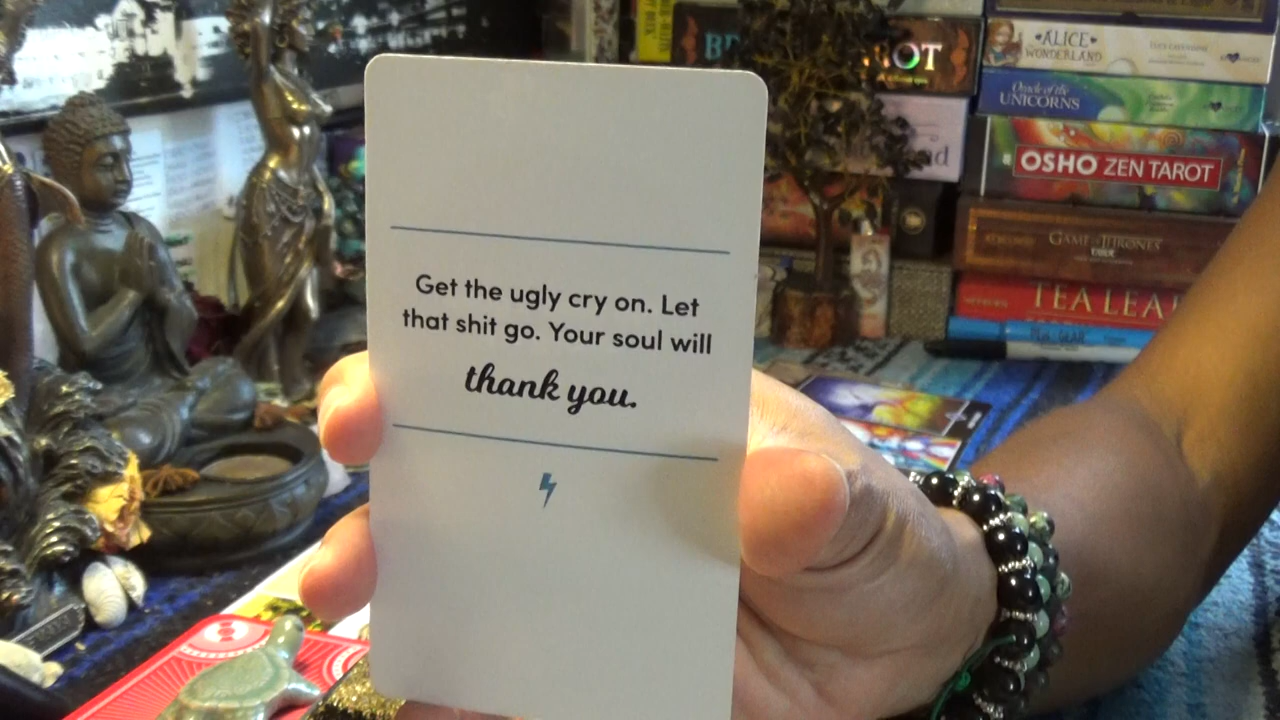 Get the ugly cry on. Let
that shit go. Your soul will
thank you.
ALICE
WONDERLAND
Oracle of the
UNICORNS
OSHO ZEN TAROT
GAME OF THRONES
TAROT
TEA LEAF